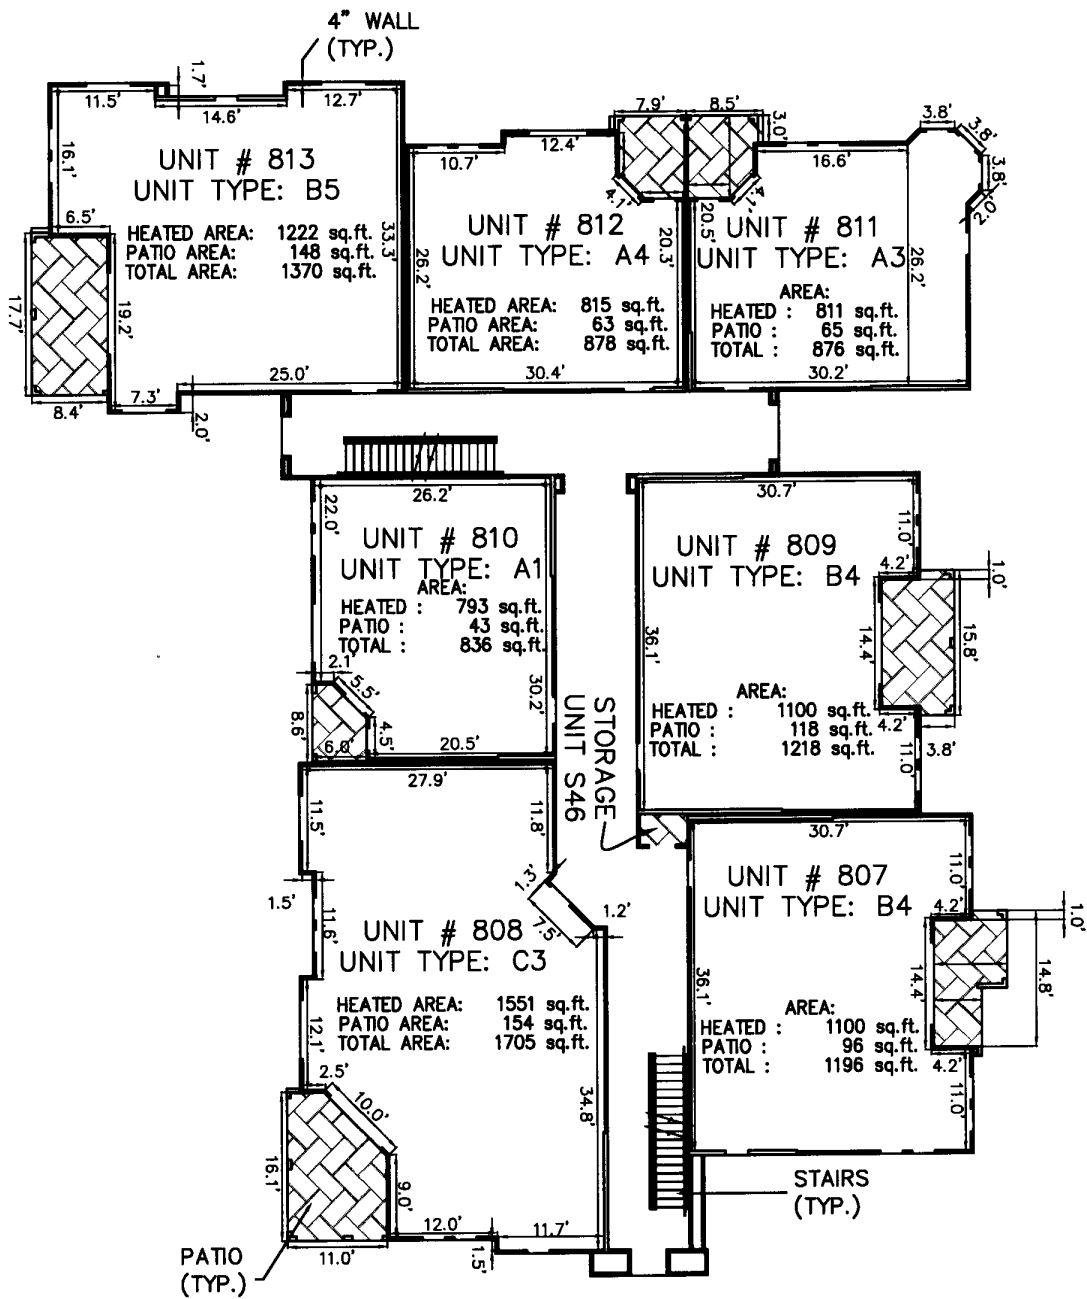 4" WALL
(TYP.)
11.5'
1.7'
14.6'
12.7'
16.1'
UNIT # 813
UNIT TYPE: B5
6.5'
HEATED AREA: 1222 sq.ft.
PATIO AREA: 148 sq.ft.
TOTAL AREA: 1370 sq.ft.
33.3'
17.7'
19.2'
25.0'
7.3'
8.4'
2.0'
10.7'
12.4'
7.9'
4.1'
UNIT # 812
UNIT TYPE: A4
20.3'
26.2'
HEATED AREA: 815 sq.ft.
PATIO AREA: 63 sq.ft.
TOTAL AREA: 878 sq.ft.
30.4'
8.5'
3.0'
4.1'
20.5'
16.6'
3.8'
3.8'
3.8'
2.0'
UNIT # 811
UNIT TYPE: A3
26.2'
AREA:
HEATED : 811 sq.ft.
PATIO : 65 sq.ft.
TOTAL : 876 sq.ft.
30.2'
26.2'
22.0'
UNIT # 810
UNIT TYPE: A1
AREA:
HEATED : 793 sq.ft.
PATIO : 43 sq.ft.
TOTAL : 836 sq.ft.
2.1'
5.5'
8.6'
6.0'
4.5'
20.5'
30.2'
30.7'
11.0'
UNIT # 809
UNIT TYPE: B4
4.2'
1.0'
14.4'
15.8'
36.1'
AREA:
HEATED : 1100 sq.ft.
PATIO : 118 sq.ft.
TOTAL : 1218 sq.ft.
4.2'
3.8'
11.0'
STORAGE
UNIT S46
27.9'
11.5'
11.8'
1.3'
7.5'
1.2'
1.5'
11.6'
UNIT # 808
UNIT TYPE: C3
HEATED AREA: 1551 sq.ft.
PATIO AREA: 154 sq.ft.
TOTAL AREA: 1705 sq.ft.
12.1'
2.5'
10.0'
34.8'
16.1'
9.0'
11.0'
12.0'
1.5'
11.7'
30.7'
11.0'
UNIT # 807
UNIT TYPE: B4
4.2'
1.0'
14.4'
14.8'
36.1'
AREA:
HEATED : 1100 sq.ft.
PATIO : 96 sq.ft.
TOTAL : 1196 sq.ft.
4.2'
11.0'
STAIRS
(TYP.)
PATIO
(TYP.)